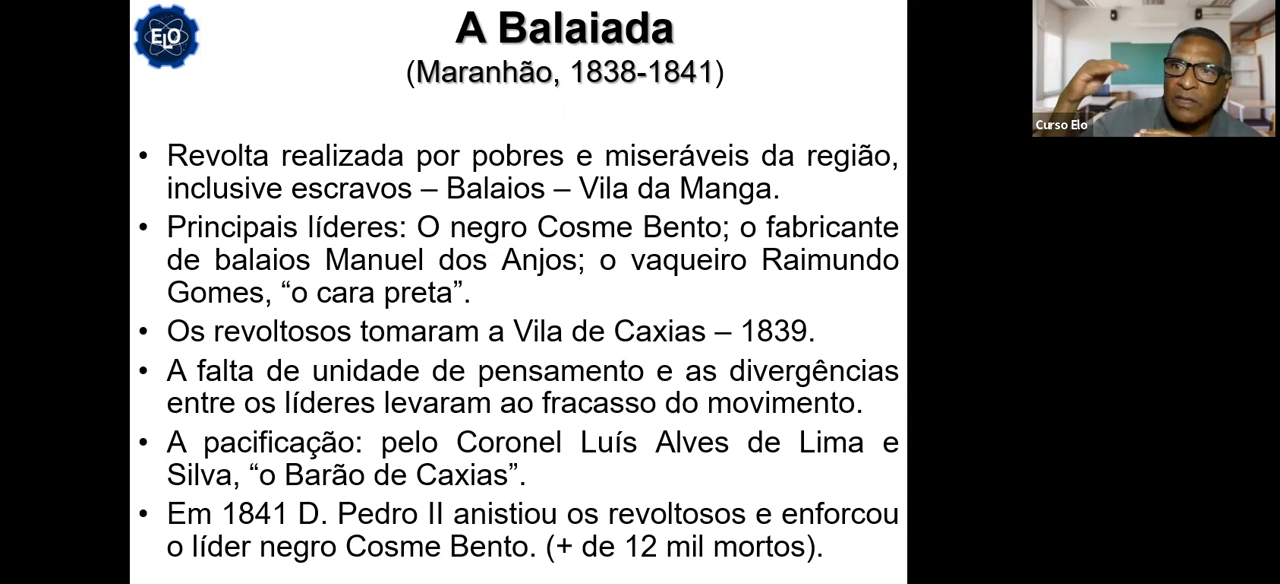 ELO
A Balaiada
(Maranhão, 1838-1841)
• Revolta realizada por pobres e miseráveis da região,
inclusive escravos – Balaios – Vila da Manga.
• Principais líderes: O negro Cosme Bento; o fabricante
de balaios Manuel dos Anjos; o vaqueiro Raimundo
Gomes, “o cara preta”.
• Os revoltosos tomaram a Vila de Caxias – 1839.
• A falta de unidade de pensamento e as divergências
entre os líderes levaram ao fracasso do movimento.
• A pacificação: pelo Coronel Luís Alves de Lima e
Silva, “o Barão de Caxias”.
• Em 1841 D. Pedro II anistiou os revoltosos e enforcou
o líder negro Cosme Bento. (+ de 12 mil mortos).
Curso Elo